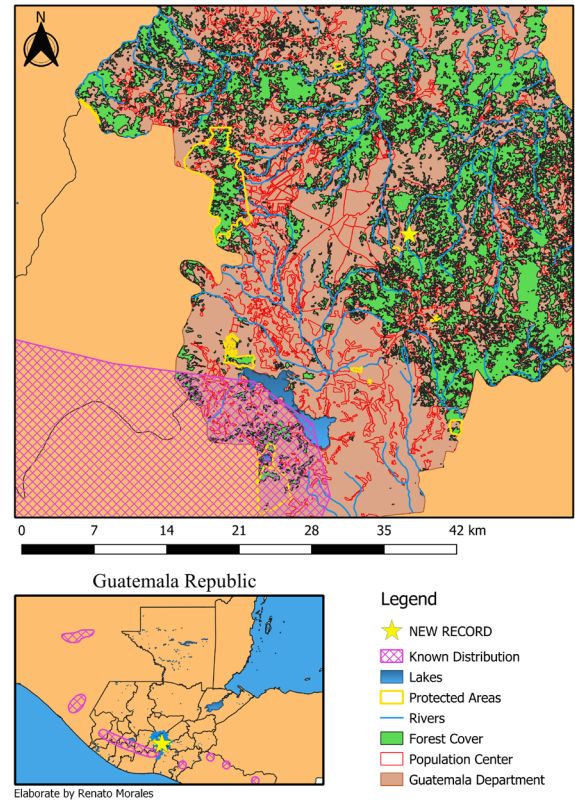 N
0 7 14 21 28 35 42 km
Guatemala Republic
Legend
NEW RECORD
Known Distribution
Lakes
Protected Areas
Rivers
Forest Cover
Population Center
Guatemala Department
Elaborate by Renato Morales